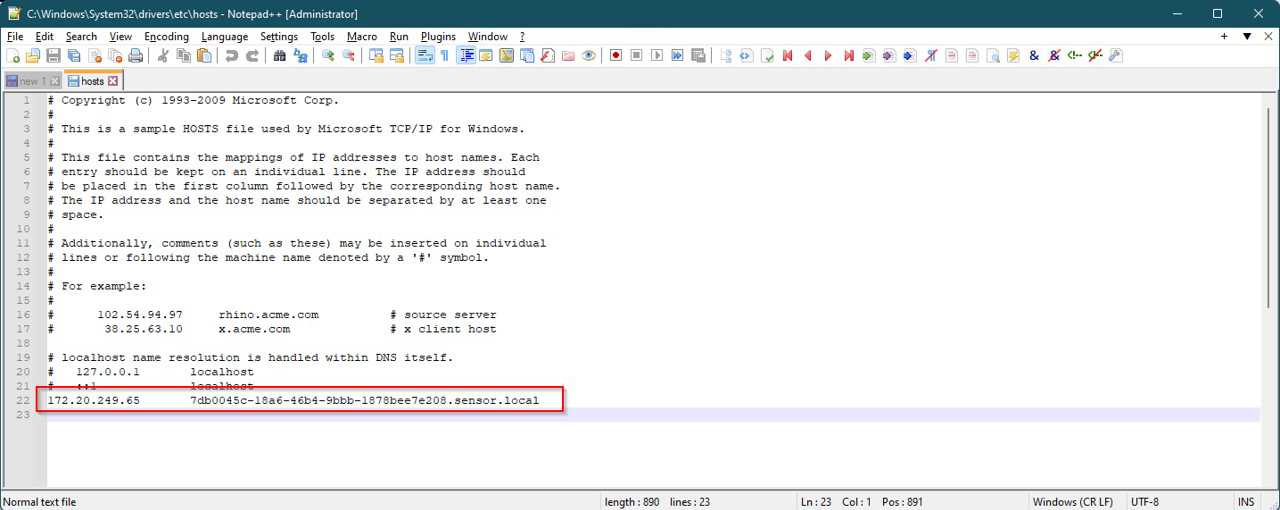 C:\Windows\System32\drivers\etc\hosts - Notepad++ [Administrator]
File Edit Search View Encoding Language Settings Tools Macro Run Plugins Window ?
new 1 hosts
1 # Copyright (c) 1993-2009 Microsoft Corp.
2 #
3 # This is a sample HOSTS file used by Microsoft TCP/IP for Windows.
4 #
5 # This file contains the mappings of IP addresses to host names. Each
6 # entry should be kept on an individual line. The IP address should
7 # be placed in the first column followed by the corresponding host name.
8 # The IP address and the host name should be separated by at least one
9 # space.
10 #
11 # Additionally, comments (such as these) may be inserted on individual
12 # lines or following the machine name denoted by a '#' symbol.
13 #
14 # For example:
15 #
16 # 102.54.94.97 rhino.acme.com # source server
17 # 38.25.63.10 x.acme.com # x client host
18
19 # localhost name resolution is handled within DNS itself.
20 # 127.0.0.1 localhost
21 # ::1 localhost
22 172.20.249.65 7db0045c-18a6-46b4-9bbb-1878bee7e208.sensor.local
23
Normal text file length : 890 lines : 23 Ln : 23 Col : 1 Pos : 891 Windows (CR LF) UTF-8 INS